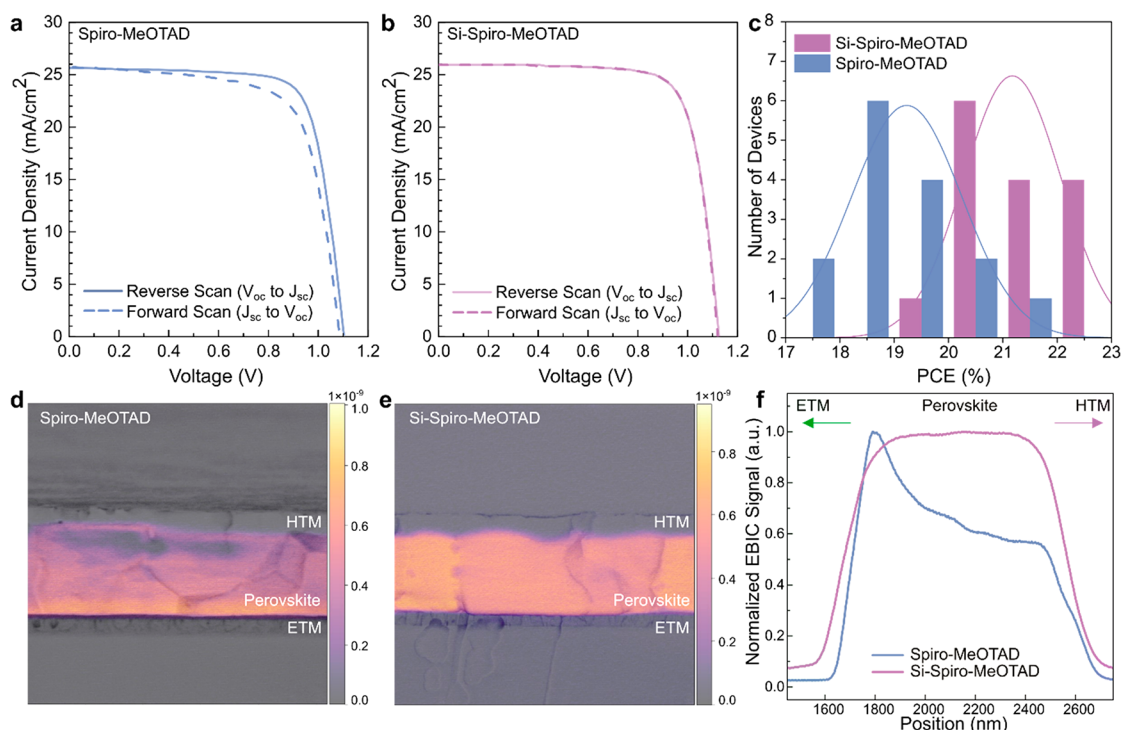 a
Spiro-MeOTAD
30
25
20
15
10
5
0
0.0
0.2
0.4
0.6
0.8
1.0
1.2
Current Density (mA/cm²)
Voltage (V)
Reverse Scan (Voc to Jsc)
Forward Scan (Jsc to Voc)
b
Si-Spiro-MeOTAD
30
25
20
15
10
5
0
0.0
0.2
0.4
0.6
0.8
1.0
1.2
Current Density (mA/cm²)
Voltage (V)
Reverse Scan (Voc to Jsc)
Forward Scan (Jsc to Voc)
c
Si-Spiro-MeOTAD
Spiro-MeOTAD
8
7
6
5
4
3
2
1
0
17
18
19
20
21
22
23
Number of Devices
PCE (%)
d
Spiro-MeOTAD
HTM
Perovskite
ETM
1×10⁻⁹
1.0
0.8
0.6
0.4
0.2
0.0
e
Si-Spiro-MeOTAD
HTM
Perovskite
ETM
1×10⁻⁹
0.8
0.6
0.4
0.2
0.0
f
ETM
Perovskite
HTM
1.0
0.8
0.6
0.4
0.2
0.0
1600
1800
2000
2200
2400
2600
Normalized EBIC Signal (a.u.)
Position (nm)
Spiro-MeOTAD
Si-Spiro-MeOTAD